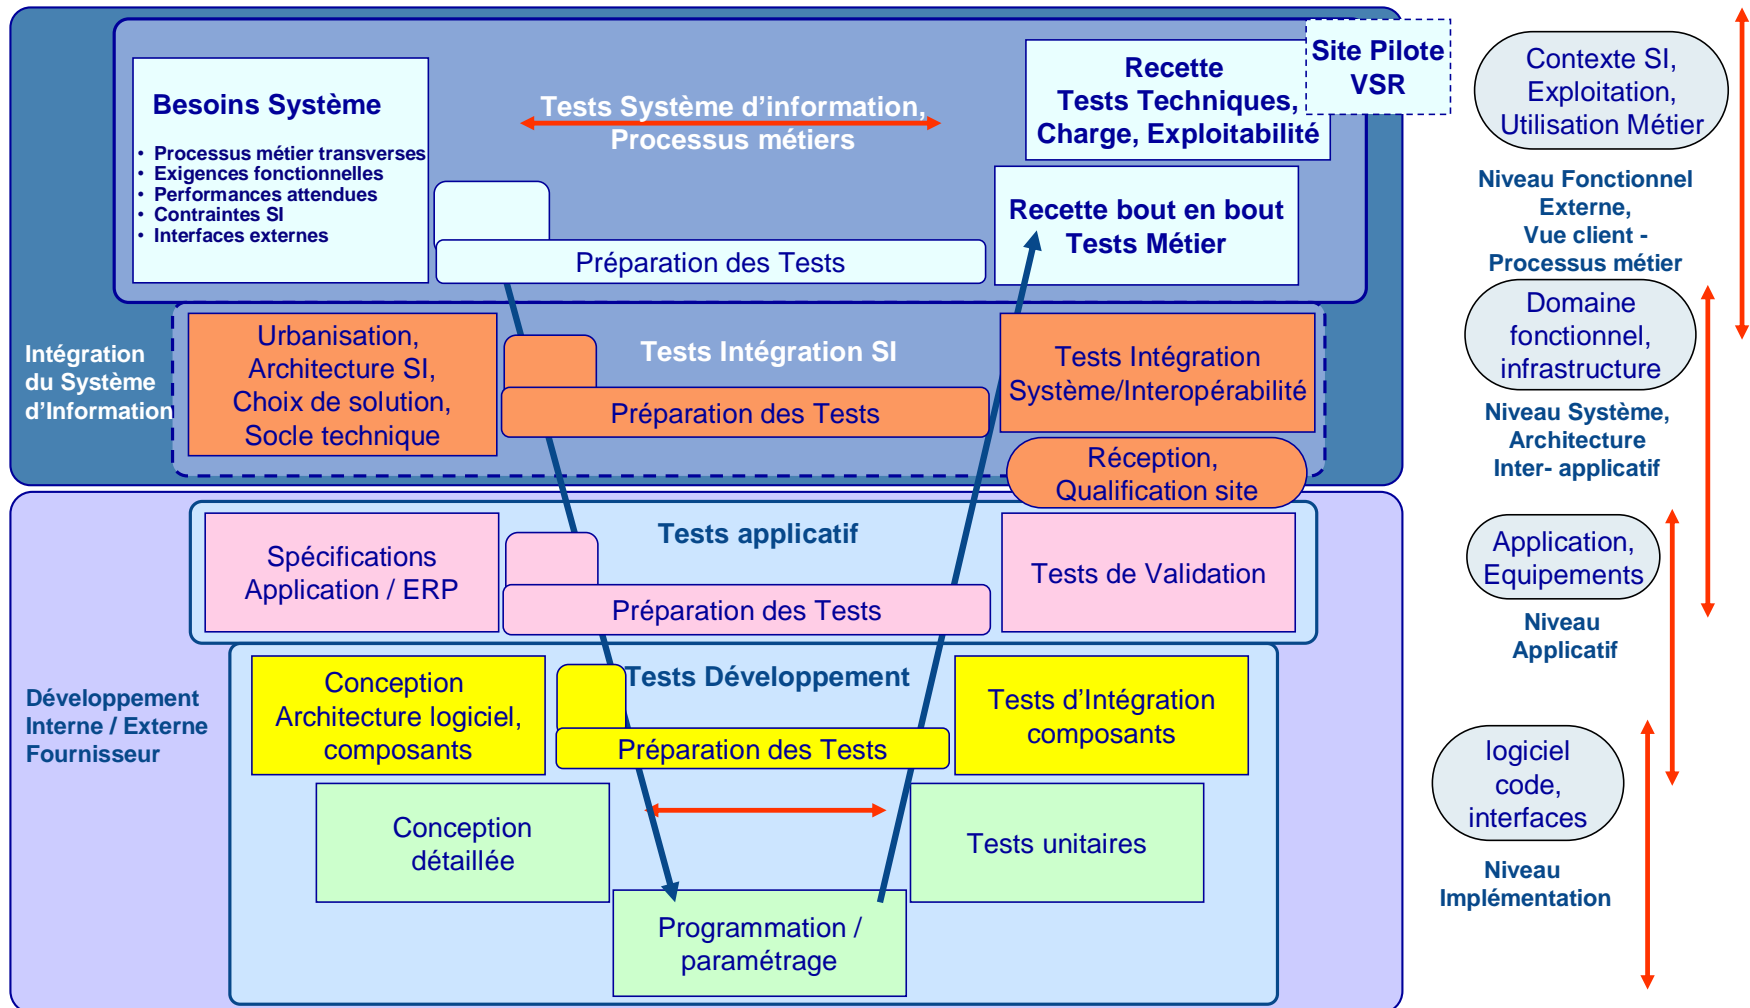 Besoins Système
• Processus métier transverses
• Exigences fonctionnelles
• Performances attendues
• Contraintes SI
• Interfaces externes
Tests Système d’information,
Processus métiers
Recette
Tests Techniques,
Charge, Exploitabilité
Site Pilote
VSR
Recette bout en bout
Tests Métier
Préparation des Tests
Intégration
du Système
d’Information
Urbanisation,
Architecture SI,
Choix de solution,
Socle technique
Tests Intégration SI
Préparation des Tests
Tests Intégration
Système/Interopérabilité
Réception,
Qualification site
Tests applicatif
Spécifications
Application / ERP
Préparation des Tests
Tests de Validation
Développement
Interne / Externe
Fournisseur
Tests Développement
Conception
Architecture logiciel,
composants
Préparation des Tests
Tests d’Intégration
composants
Conception
détaillée
Tests unitaires
Programmation /
paramétrage
Contexte SI,
Exploitation,
Utilisation Métier
Niveau Fonctionnel
Externe,
Vue client -
Processus métier
Domaine
fonctionnel,
infrastructure
Niveau Système,
Architecture
Inter- applicatif
Application,
Equipements
Niveau
Applicatif
logiciel
code,
interfaces
Niveau
Implémentation